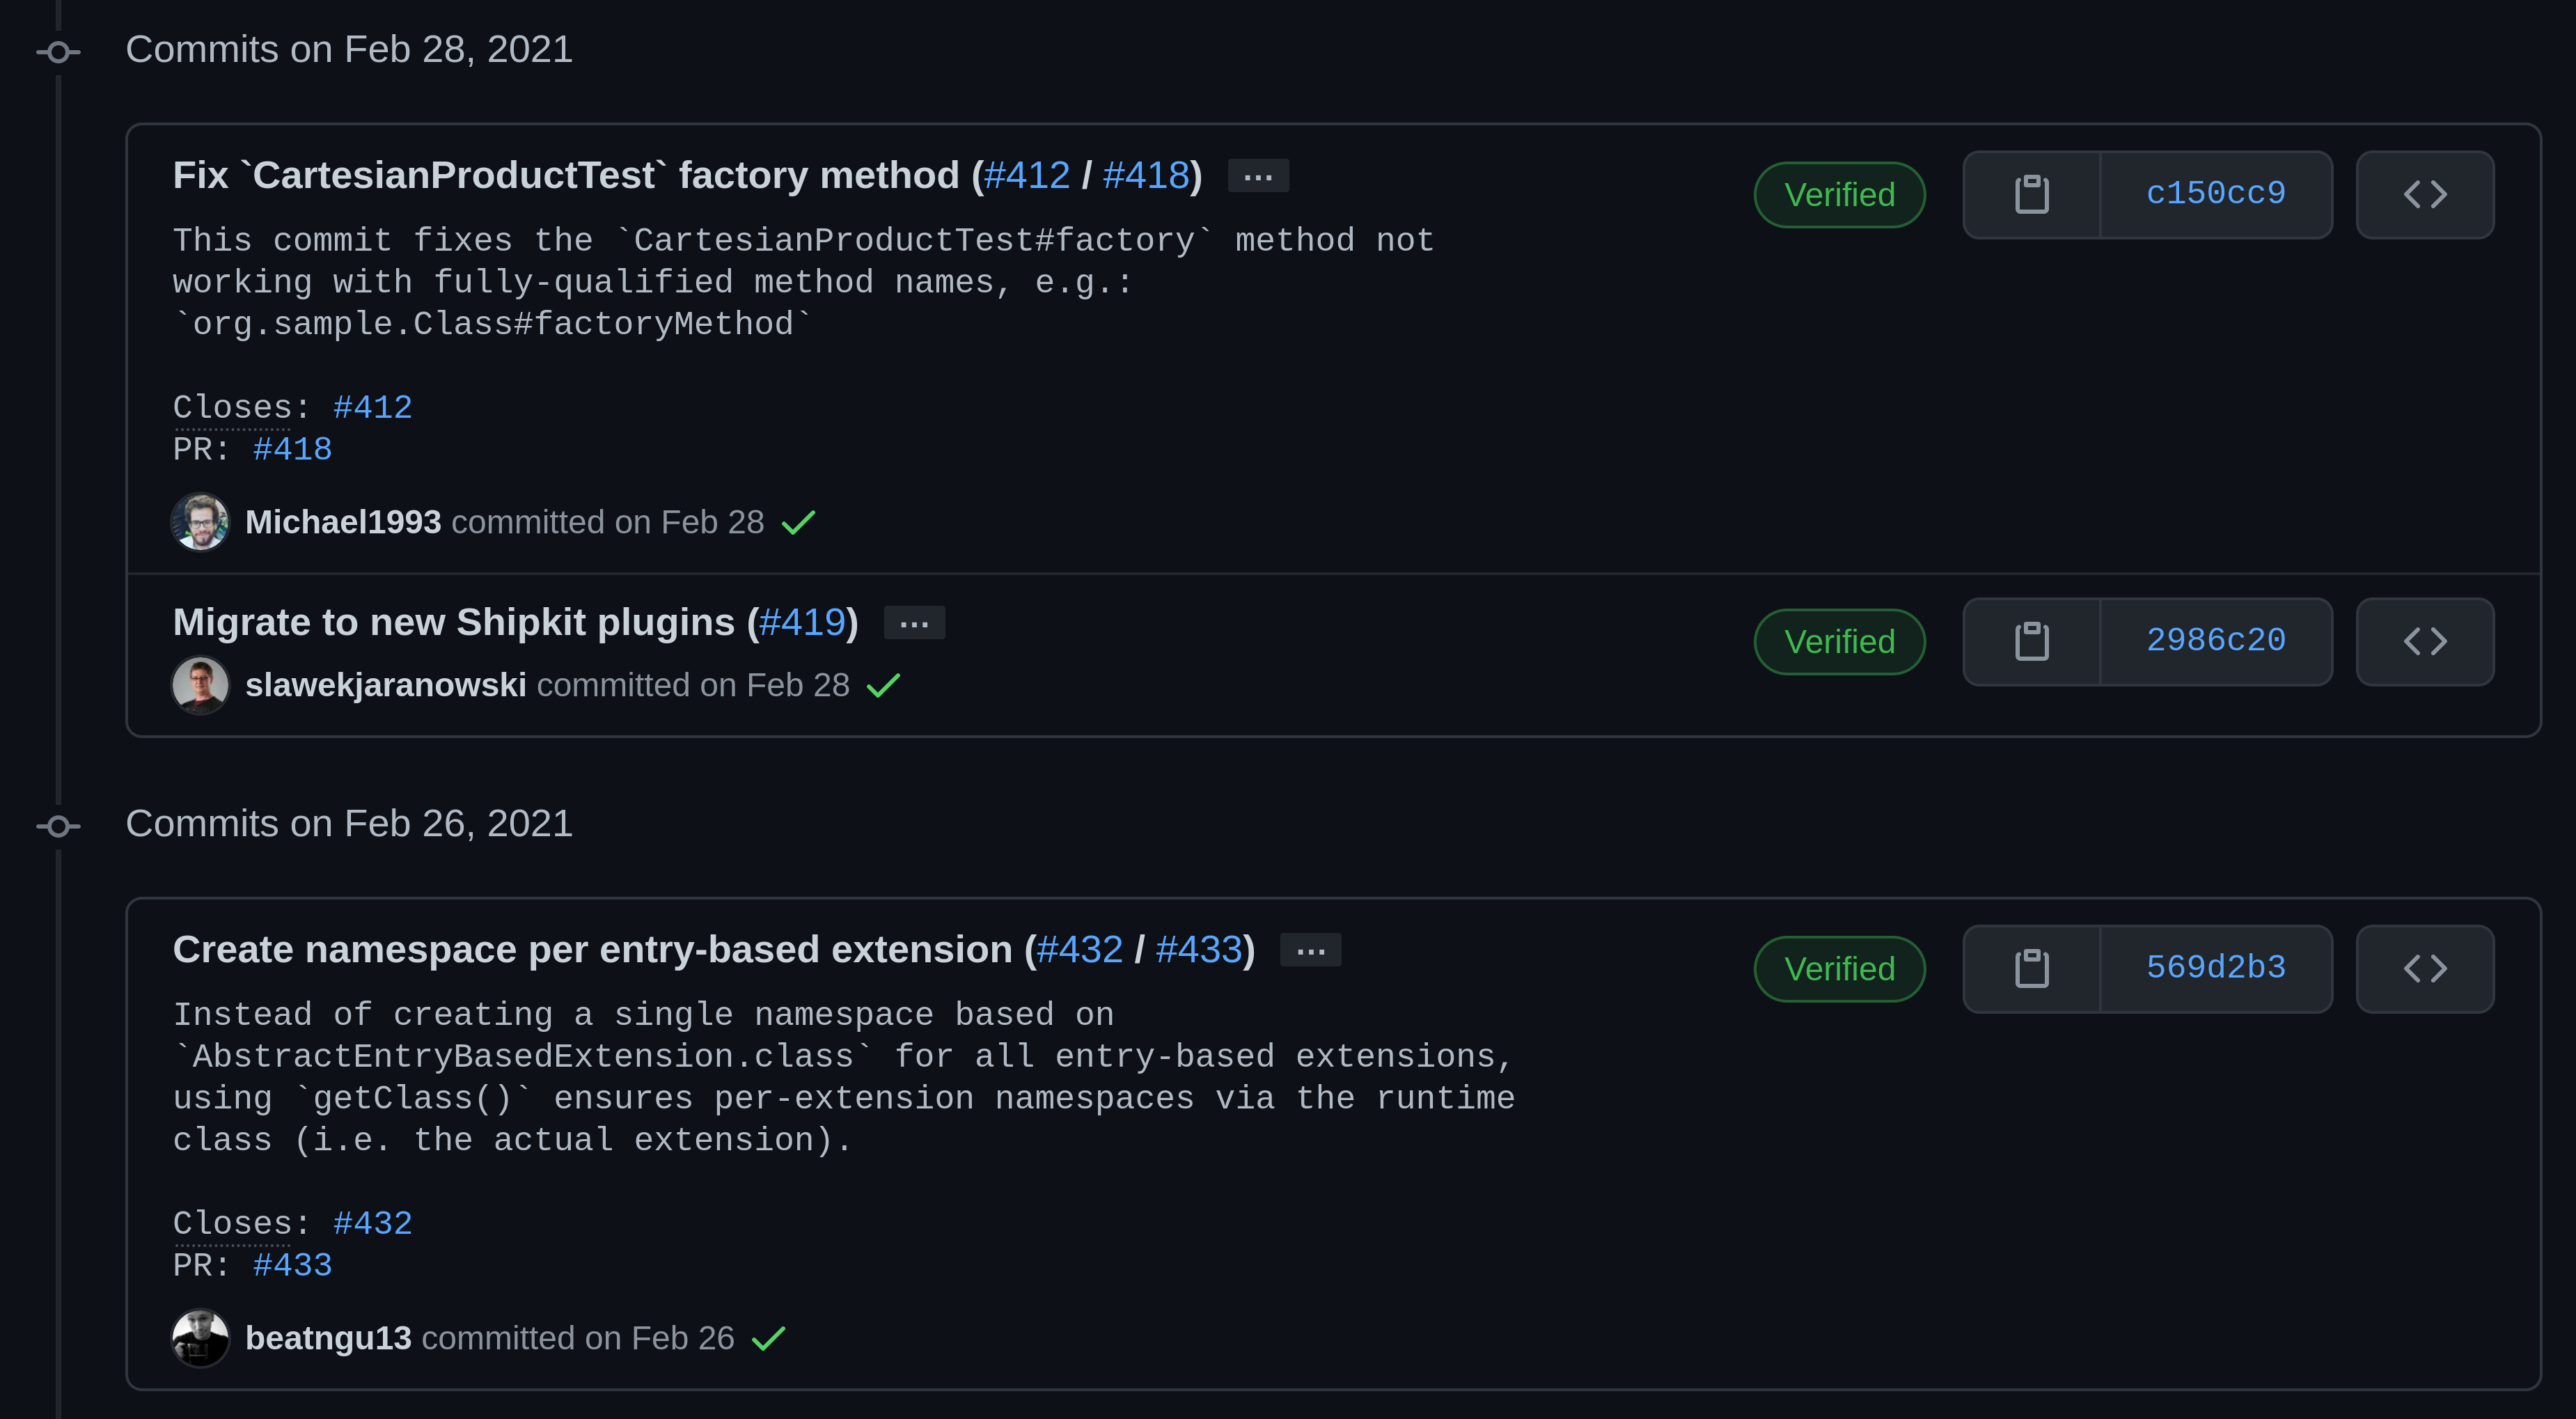 Commits on Feb 28, 2021
Fix `CartesianProductTest` factory method (#412 / #418) ...
Verified
c150cc9
This commit fixes the `CartesianProductTest#factory` method not
working with fully-qualified method names, e.g.:
`org.sample.Class#factoryMethod`
Closes: #412
PR: #418
Michael1993 committed on Feb 28
Migrate to new Shipkit plugins (#419) ...
Verified
2986c20
slawekjaranowski committed on Feb 28
Commits on Feb 26, 2021
Create namespace per entry-based extension (#432 / #433) ...
Verified
569d2b3
Instead of creating a single namespace based on
`AbstractEntryBasedExtension.class` for all entry-based extensions,
using `getClass()` ensures per-extension namespaces via the runtime
class (i.e. the actual extension).
Closes: #432
PR: #433
beatngu13 committed on Feb 26